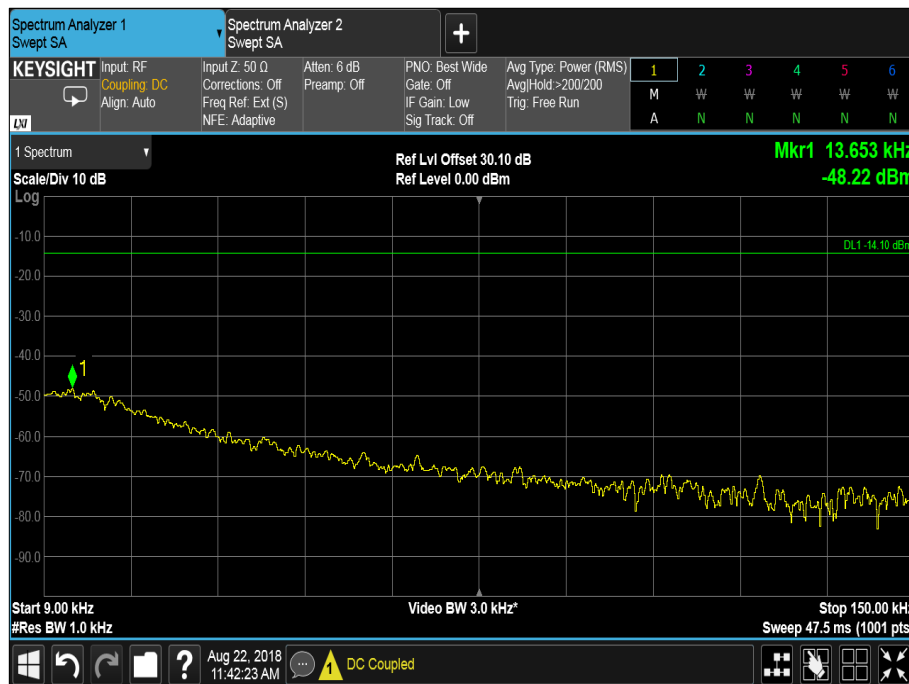 Spectrum Analyzer 1
Swept SA
Spectrum Analyzer 2
Swept SA
+
KEYSIGHT
LXI
Input: RF
Coupling: DC
Align: Auto
Input Z: 50 Ω
Corrections: Off
Freq Ref: Ext (S)
NFE: Adaptive
Atten: 6 dB
Preamp: Off
PNO: Best Wide
Gate: Off
IF Gain: Low
Sig Track: Off
Avg Type: Power (RMS)
Avg|Hold:>200/200
Trig: Free Run
1 2 3 4 5 6
M W W W W W
A N N N N N
1 Spectrum
Scale/Div 10 dB
Ref Lvl Offset 30.10 dB
Ref Level 0.00 dBm
Mkr1 13.653 kHz
-48.22 dBm
Log
-10.0
DL1 -14.10 dBm
-20.0
-30.0
-40.0
1
-50.0
-60.0
-70.0
-80.0
-90.0
Start 9.00 kHz
#Res BW 1.0 kHz
Video BW 3.0 kHz*
Stop 150.00 kHz
Sweep 47.5 ms (1001 pts)
?
Aug 22, 2018
11:42:23 AM
1
DC Coupled